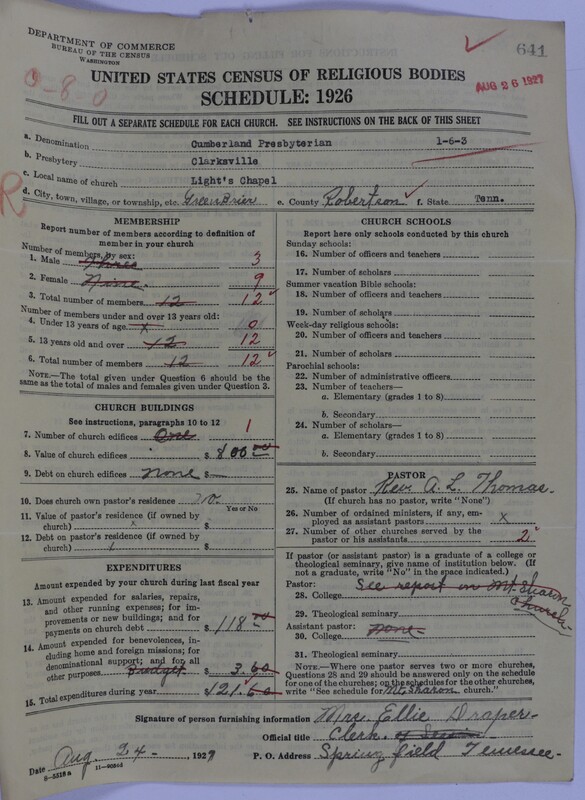 DEPARTMENT OF COMMERCE
BUREAU OF THE CENSUS
WASHINGTON
641
AUG 26 1927
0-8-0
UNITED STATES CENSUS OF RELIGIOUS BODIES
SCHEDULE: 1926
FILL OUT A SEPARATE SCHEDULE FOR EACH CHURCH. SEE INSTRUCTIONS ON THE BACK OF THIS SHEET
a. Denomination Cumberland Presbyterian 1-6-3
b. Presbytery Clarksville
c. Local name of church Light's Chapel
R
d. City, town, village, or township, etc. Green Brier e. County Robertson f. State Tenn.
MEMBERSHIP
Report number of members according to definition of
member in your church
Number of members, by sex:
1. Male Three 3
2. Female Nine 9
3. Total number of members 12 12
Number of members under and over 13 years old:
4. Under 13 years of age x 0
5. 13 years old and over 12 12
6. Total number of members 12 12
NOTE.—The total given under Question 6 should be
the same as the total of males and females given under Question 3.
CHURCH BUILDINGS
See instructions, paragraphs 10 to 12
7. Number of church edifices One 1
8. Value of church edifices $ 800 00
9. Debt on church edifices none $ —
10. Does church own pastor's residence no
Yes or No
11. Value of pastor's residence (if owned by
church) x $
12. Debt on pastor's residence (if owned by
church) $
EXPENDITURES
Amount expended by your church during last fiscal year
13. Amount expended for salaries, repairs,
and other running expenses; for im-
provements or new buildings; and for
payments on church debt $ 118 00
14. Amount expended for benevolences, in-
cluding home and foreign missions; for
denominational support; and for all
other purposes Budget $ 3.60
15. Total expenditures during year $ 121.60
CHURCH SCHOOLS
Report here only schools conducted by this church
Sunday schools:
16. Number of officers and teachers
17. Number of scholars
Summer vacation Bible schools:
18. Number of officers and teachers
19. Number of scholars
Week-day religious schools:
20. Number of officers and teachers
21. Number of scholars
Parochial schools:
22. Number of administrative officers
23. Number of teachers—
a. Elementary (grades 1 to 8)
b. Secondary
24. Number of scholars—
a. Elementary (grades 1 to 8)
b. Secondary
PASTOR
25. Name of pastor Rev. A. L. Thomas
(If church has no pastor, write "None")
26. Number of ordained ministers, if any, em-
ployed as assistant pastors x
27. Number of other churches served by the
pastor or his assistants 2
If pastor (or assistant pastor) is a graduate of a college or
theological seminary, give name of institution below. (If
not a graduate, write "No" in the space indicated.)
Pastor: See report on Mt. Sharon
28. College Church
29. Theological seminary
Assistant pastor: none
30. College
31. Theological seminary
NOTE.—Where one pastor serves two or more churches,
Questions 28 and 29 should be answered only on the schedule
for one of the churches; on the schedules for the other churches,
write "See schedule for Mt. Sharon church."
Signature of person furnishing information Mrs. Ellie Draper
Official title Clerk of
Date Aug. 24 , 1927 P. O. Address Springfield Tennessee
8-5318a